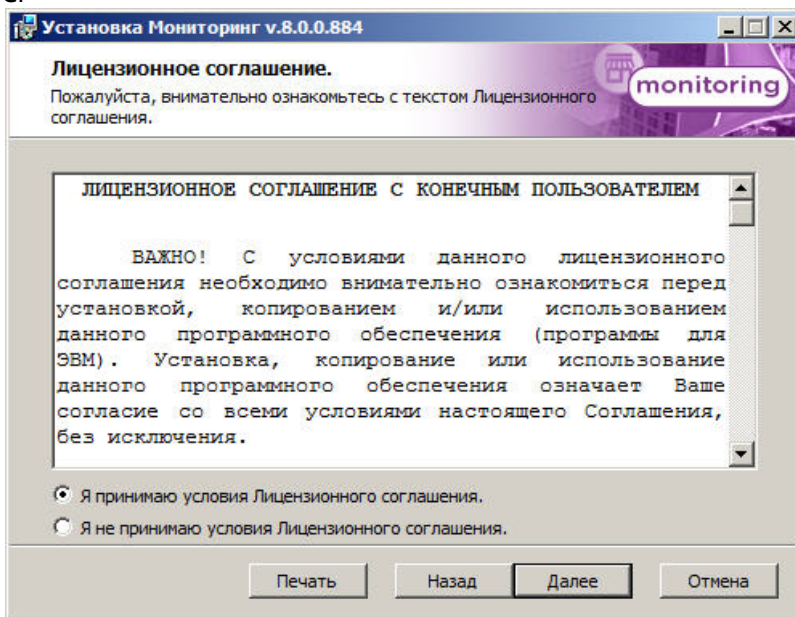 Установка Мониторинг v.8.0.0.884
Лицензионное соглашение.
Пожалуйста, внимательно ознакомьтесь с текстом Лицензионного
соглашения.
monitoring
ЛИЦЕНЗИОННОЕ СОГЛАШЕНИЕ С КОНЕЧНЫМ ПОЛЬЗОВАТЕЛЕМ
ВАЖНО! С условиями данного лицензионного
соглашения необходимо внимательно ознакомиться перед
установкой, копированием и/или использованием
данного программного обеспечения (программы для
ЭВМ). Установка, копирование или использование
данного программного обеспечения означает Ваше
согласие со всеми условиями настоящего Соглашения,
без исключения.
Я принимаю условия Лицензионного соглашения.
Я не принимаю условия Лицензионного соглашения.
Печать Назад Далее Отмена